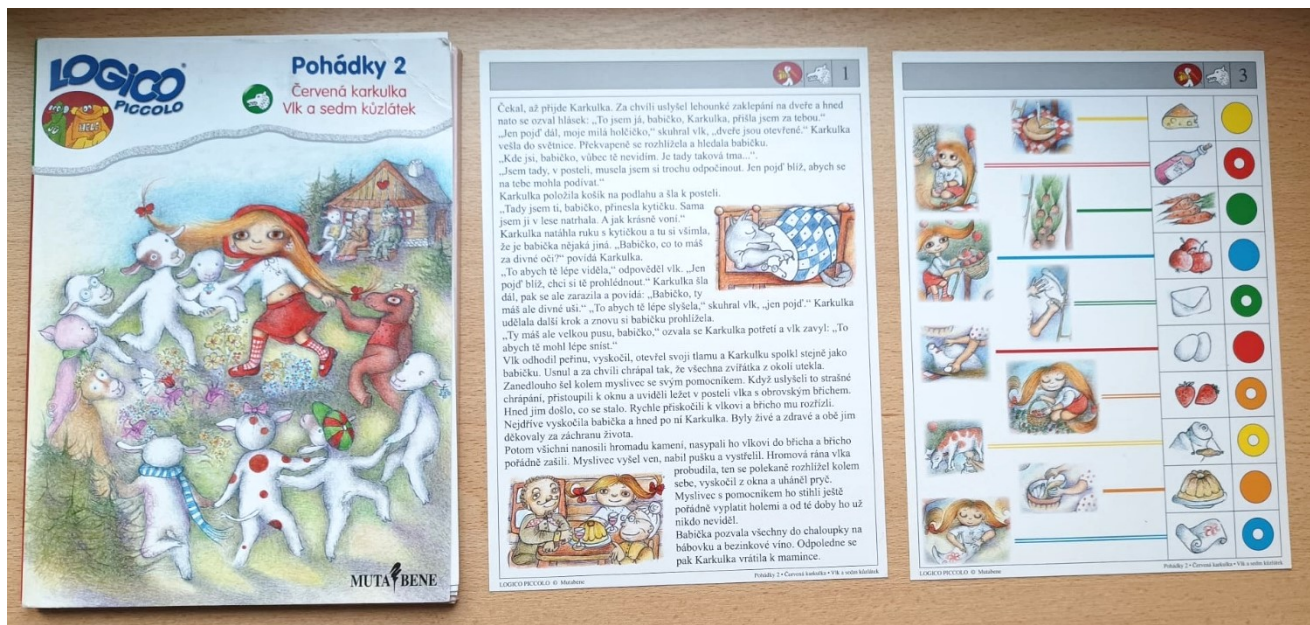 LOGICO
PICCOLO
HELP
Pohádky 2
Červená karkulka
Vlk a sedm kůzlátek
MUTABENE
1
Čekal, až přijde Karkulka. Za chvíli uslyšel lehounké zaklepání na dveře a hned
nato se ozval hlásek: „To jsem já, babičko, Karkulka, přišla jsem za tebou.“
„Jen pojď dál, moje milá holčičko,“ skuhral vlk, „dveře jsou otevřené.“ Karkulka
vešla do světnice. Překvapeně se rozhlížela a hledala babičku.
„Kde jsi, babičko, vůbec tě nevidím. Je tady taková tma...“.
„Jsem tady, v posteli, musela jsem si trochu odpočinout. Jen pojď blíž, abych se
na tebe mohla podívat.“
Karkulka položila košík na podlahu a šla k posteli.
„Tady jsem ti, babičko, přinesla kytičku. Sama
jsem ji v lese natrhala. A jak krásně voní.“
Karkulka natáhla ruku s kytičkou a tu si všimla,
že je babička nějaká jiná. „Babičko, co to máš
za divné oči?“ povídá Karkulka.
„To abych tě lépe viděla,“ odpověděl vlk. „Jen
pojď blíž, chci si tě prohlédnout.“ Karkulka šla
dál, pak se ale zarazila a povídá: „Babičko, ty
máš ale divné uši.“ „To abych tě lépe slyšela,“ skuhral vlk, „jen pojď.“ Karkulka
udělala další krok a znovu si babičku prohlížela.
„Ty máš ale velkou pusu, babičko,“ ozvala se Karkulka potřetí a vlk zavyl: „To
abych tě mohl lépe sníst.“
Vlk odhodil peřinu, vyskočil, otevřel svoji tlamu a Karkulku spolkl stejně jako
babičku. Usnul a za chvíli chrápal tak, že všechna zvířátka z okolí utekla.
Zanedlouho šel kolem myslivec se svým pomocníkem. Když uslyšeli to strašné
chrápání, přistoupili k oknu a uviděli ležet v posteli vlka s obrovským břichem.
Hned jim došlo, co se stalo. Rychle přiskočili k vlkovi a břicho mu rozřízli.
Nejdříve vyskočila babička a hned po ní Karkulka. Byly živé a zdravé a obě jim
děkovaly za záchranu života.
Potom všichni nanosili hromadu kamení, nasypali ho vlkovi do břicha a břicho
pořádně zašili. Myslivec vyšel ven, nabil pušku a vystřelil. Hromová rána vlka
probudila, ten se polekaně rozhlížel kolem
sebe, vyskočil z okna a uháněl pryč.
Myslivec s pomocníkem ho stihli ještě
pořádně vyplatit holemi a od té doby ho už
nikdo neviděl.
Babička pozvala všechny do chaloupky na
bábovku a bezinkové víno. Odpoledne se
pak Karkulka vrátila k mamince.
LOGICO PICCOLO © Mutabene
Pohádky 2 • Červená karkulka • Vlk a sedm kůzlátek
3
LOGICO PICCOLO © Mutabene
Pohádky 2 • Červená karkulka • Vlk a sedm kůzlátek